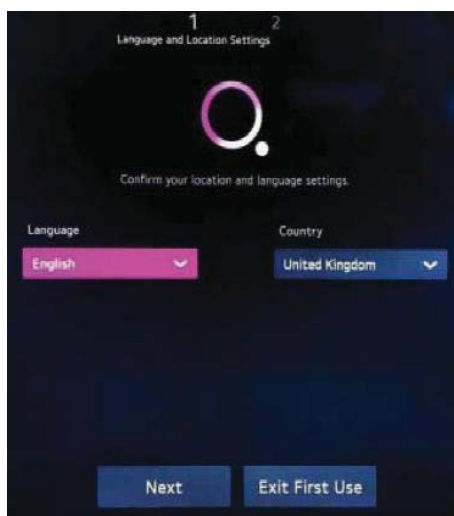 1 2
Language and Location Settings
Confirm your location and language settings.
Language Country
English United Kingdom
Next Exit First Use